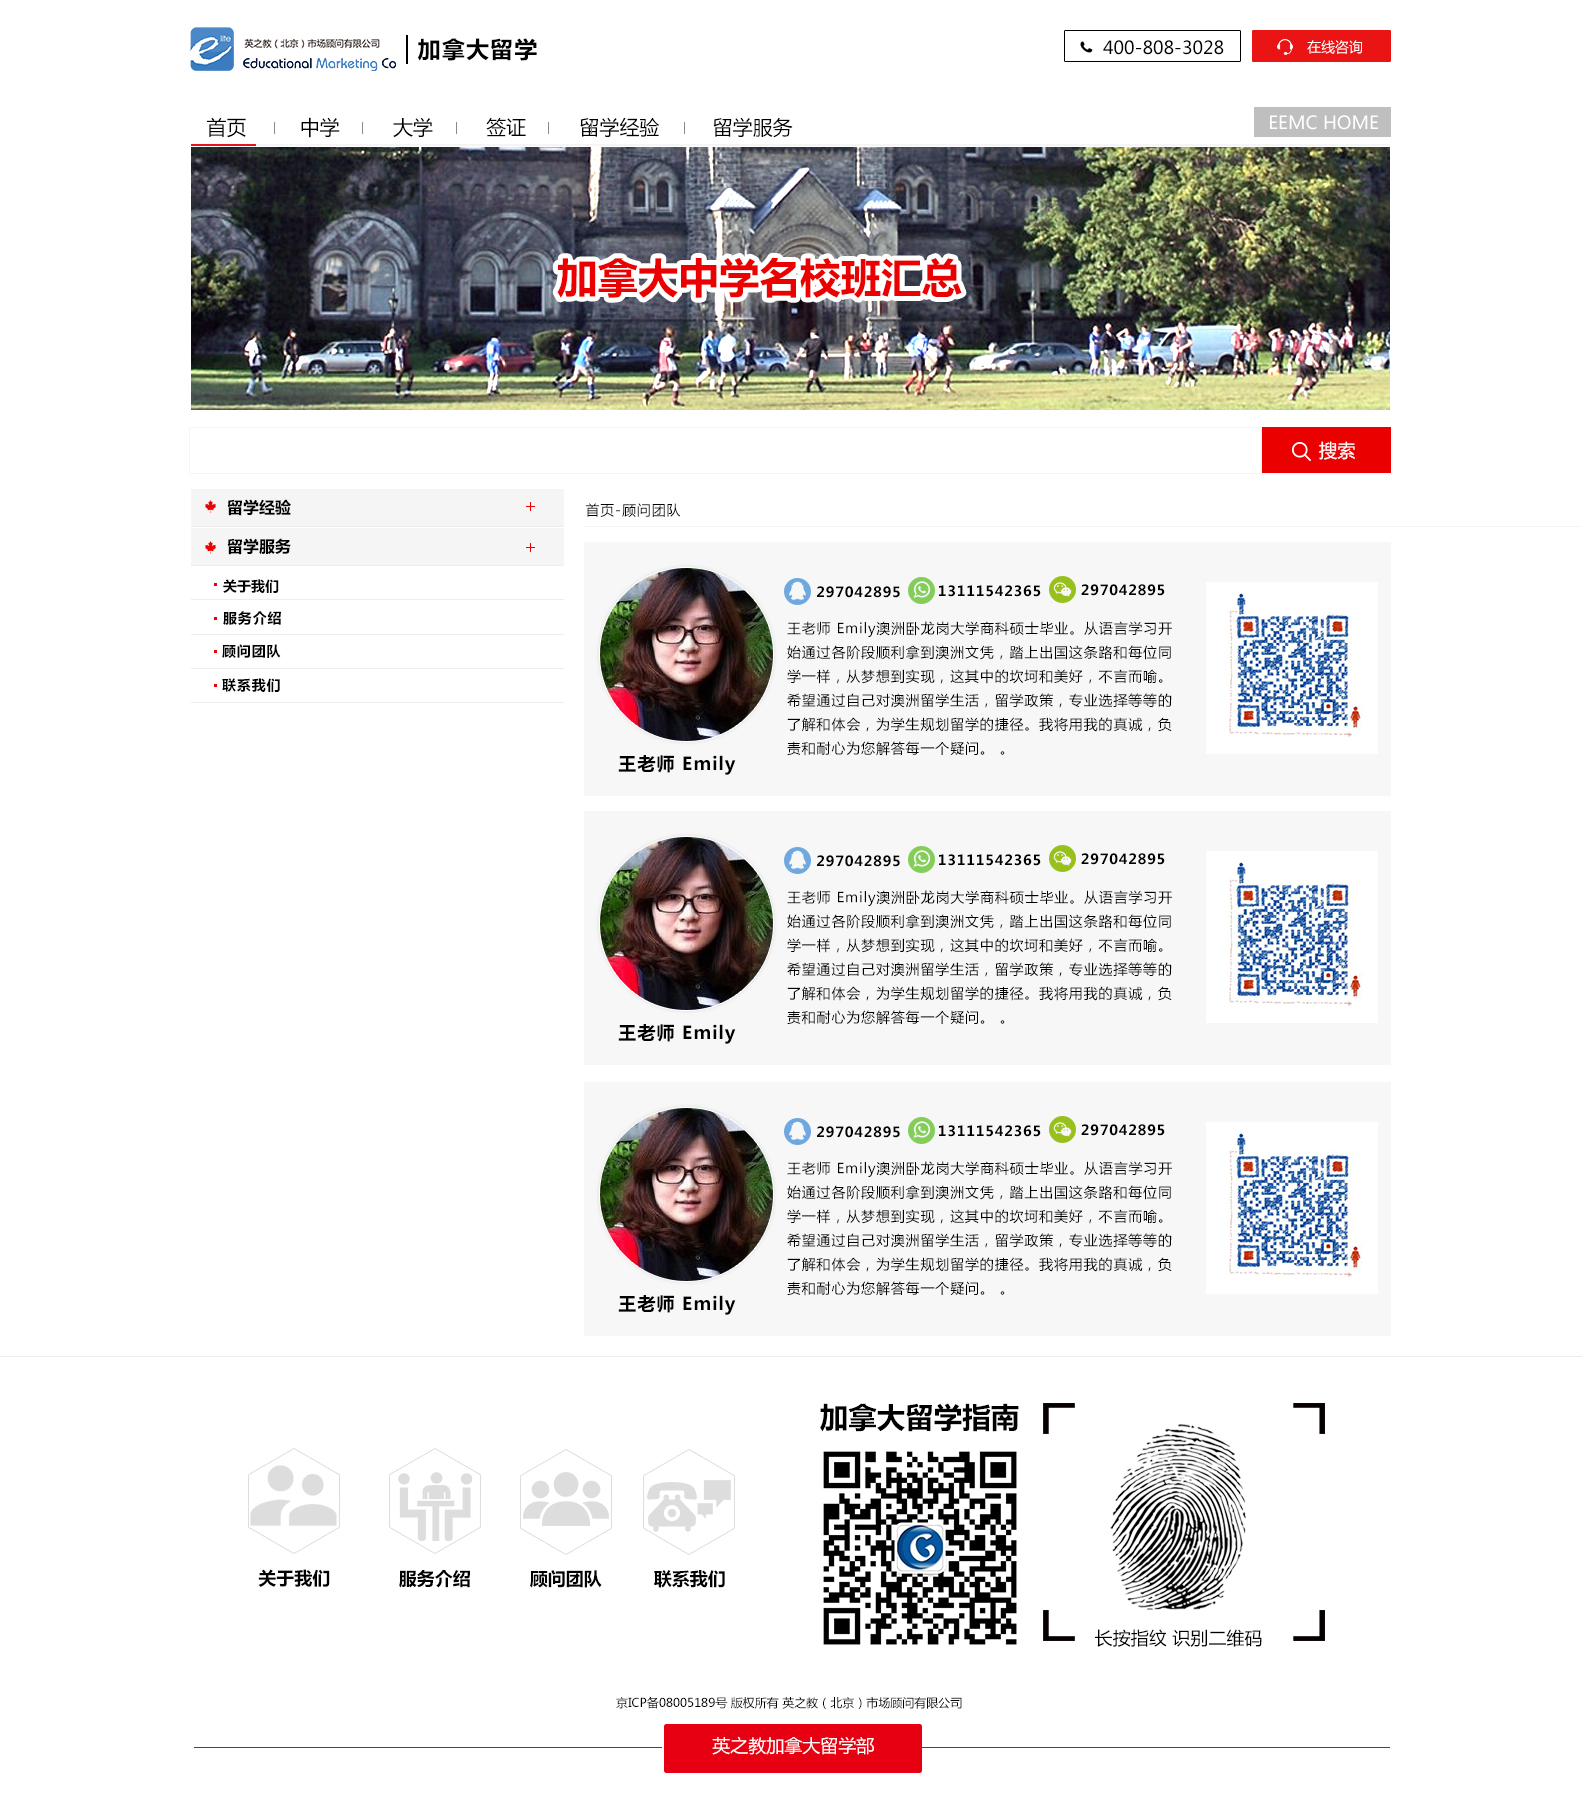 elite
英之教（北京）市场顾问有限公司
Educational Marketing Co
加拿大留学
400-808-3028
在线咨询
首页
中学
大学
签证
留学经验
留学服务
EEMC HOME
加拿大中学名校班汇总
搜索
留学经验 +
留学服务 +
关于我们
服务介绍
顾问团队
联系我们
首页-顾问团队
297042895 13111542365 297042895
王老师 Emily澳洲卧龙岗大学商科硕士毕业。从语言学习开
始通过各阶段顺利拿到澳洲文凭，踏上出国这条路和每位同
学一样，从梦想到实现，这其中的坎坷和美好，不言而喻。
希望通过自己对澳洲留学生活，留学政策，专业选择等等的
了解和体会，为学生规划留学的捷径。我将用我的真诚，负
责和耐心为您解答每一个疑问。 。
王老师 Emily
297042895 13111542365 297042895
王老师 Emily澳洲卧龙岗大学商科硕士毕业。从语言学习开
始通过各阶段顺利拿到澳洲文凭，踏上出国这条路和每位同
学一样，从梦想到实现，这其中的坎坷和美好，不言而喻。
希望通过自己对澳洲留学生活，留学政策，专业选择等等的
了解和体会，为学生规划留学的捷径。我将用我的真诚，负
责和耐心为您解答每一个疑问。 。
王老师 Emily
297042895 13111542365 297042895
王老师 Emily澳洲卧龙岗大学商科硕士毕业。从语言学习开
始通过各阶段顺利拿到澳洲文凭，踏上出国这条路和每位同
学一样，从梦想到实现，这其中的坎坷和美好，不言而喻。
希望通过自己对澳洲留学生活，留学政策，专业选择等等的
了解和体会，为学生规划留学的捷径。我将用我的真诚，负
责和耐心为您解答每一个疑问。 。
王老师 Emily
关于我们
服务介绍
顾问团队
联系我们
加拿大留学指南
G
长按指纹 识别二维码
京ICP备08005189号 版权所有 英之教（北京）市场顾问有限公司
英之教加拿大留学部